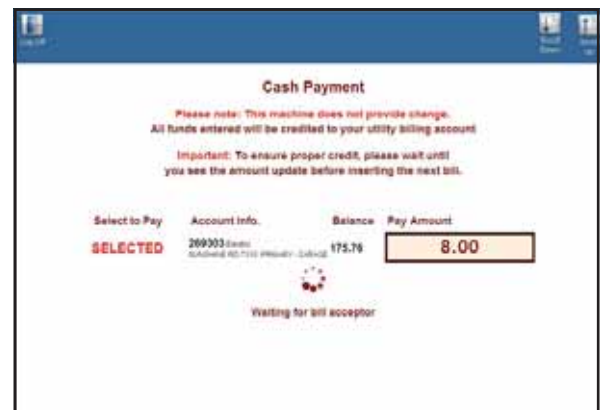 Log Off
Cash Payment
Please note: This machine does not provide change.
All funds entered will be credited to your utility billing account
Important: To ensure proper credit, please wait until
you see the amount update before inserting the next bill.
Select to Pay Account Info. Balance Pay Amount
SELECTED 269303 175.76 8.00
Waiting for bill acceptor